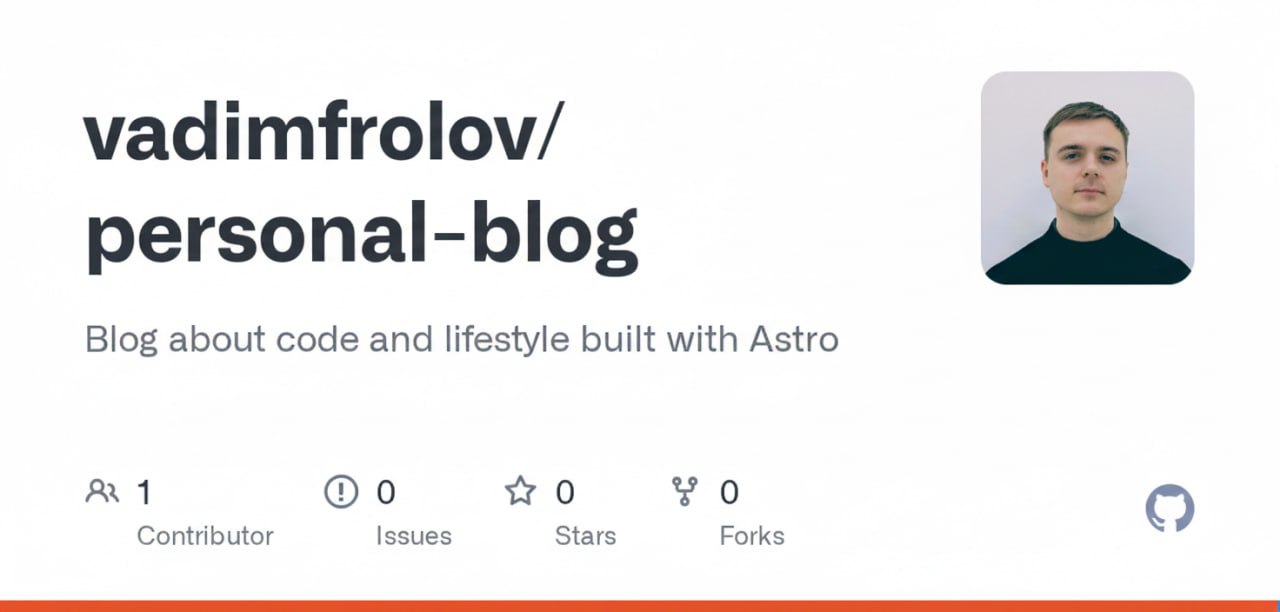 vadimfrolov/
personal-blog
Blog about code and lifestyle built with Astro
1
Contributor
0
Issues
0
Stars
0
Forks